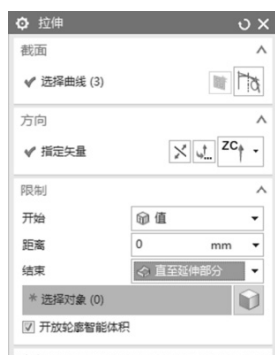 拉伸
截面
选择曲线 (3)
方向
指定矢量
ZC
限制
开始
值
距离
0 mm
结束
直至延伸部分
* 选择对象 (0)
开放轮廓智能体积